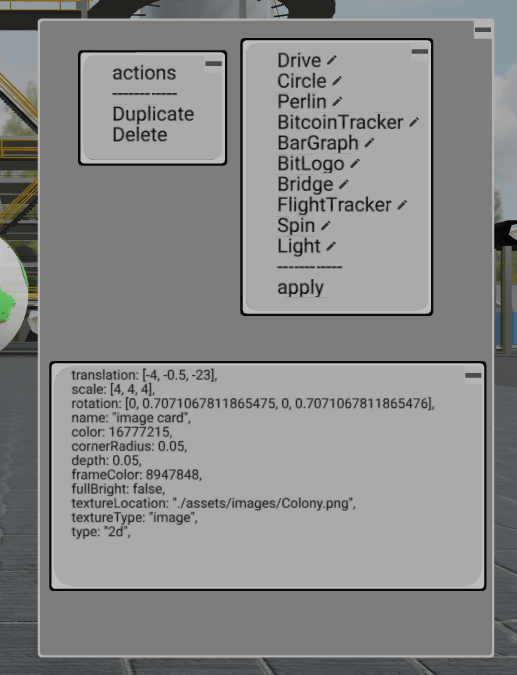 actions
------------
Duplicate
Delete
Drive
Circle
Perlin
BitcoinTracker
BarGraph
BitLogo
Bridge
FlightTracker
Spin
Light
------------
apply
translation: [-4, -0.5, -23],
scale: [4, 4, 4],
rotation: [0, 0.7071067811865475, 0, 0.7071067811865476],
name: "image card",
color: 16777215,
cornerRadius: 0.05,
depth: 0.05,
frameColor: 8947848,
fullBright: false,
textureLocation: "./assets/images/Colony.png",
textureType: "image",
type: "2d",